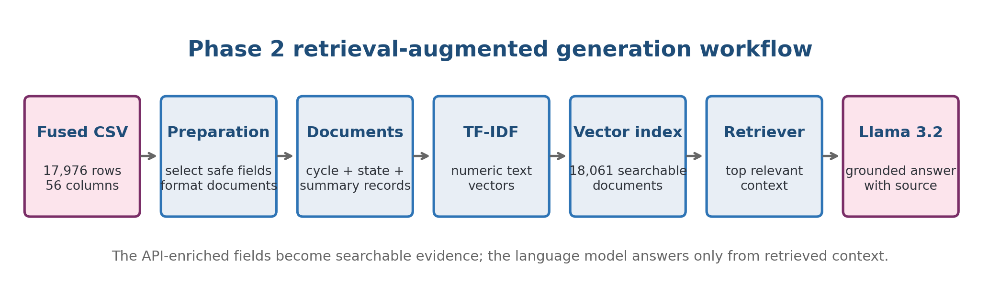 Phase 2 retrieval-augmented generation workflow
Fused CSV
17,976 rows
56 columns
Preparation
select safe fields
format documents
Documents
cycle + state +
summary records
TF-IDF
numeric text
vectors
Vector index
18,061 searchable
documents
Retriever
top relevant
context
Llama 3.2
grounded answer
with source
The API-enriched fields become searchable evidence; the language model answers only from retrieved context.